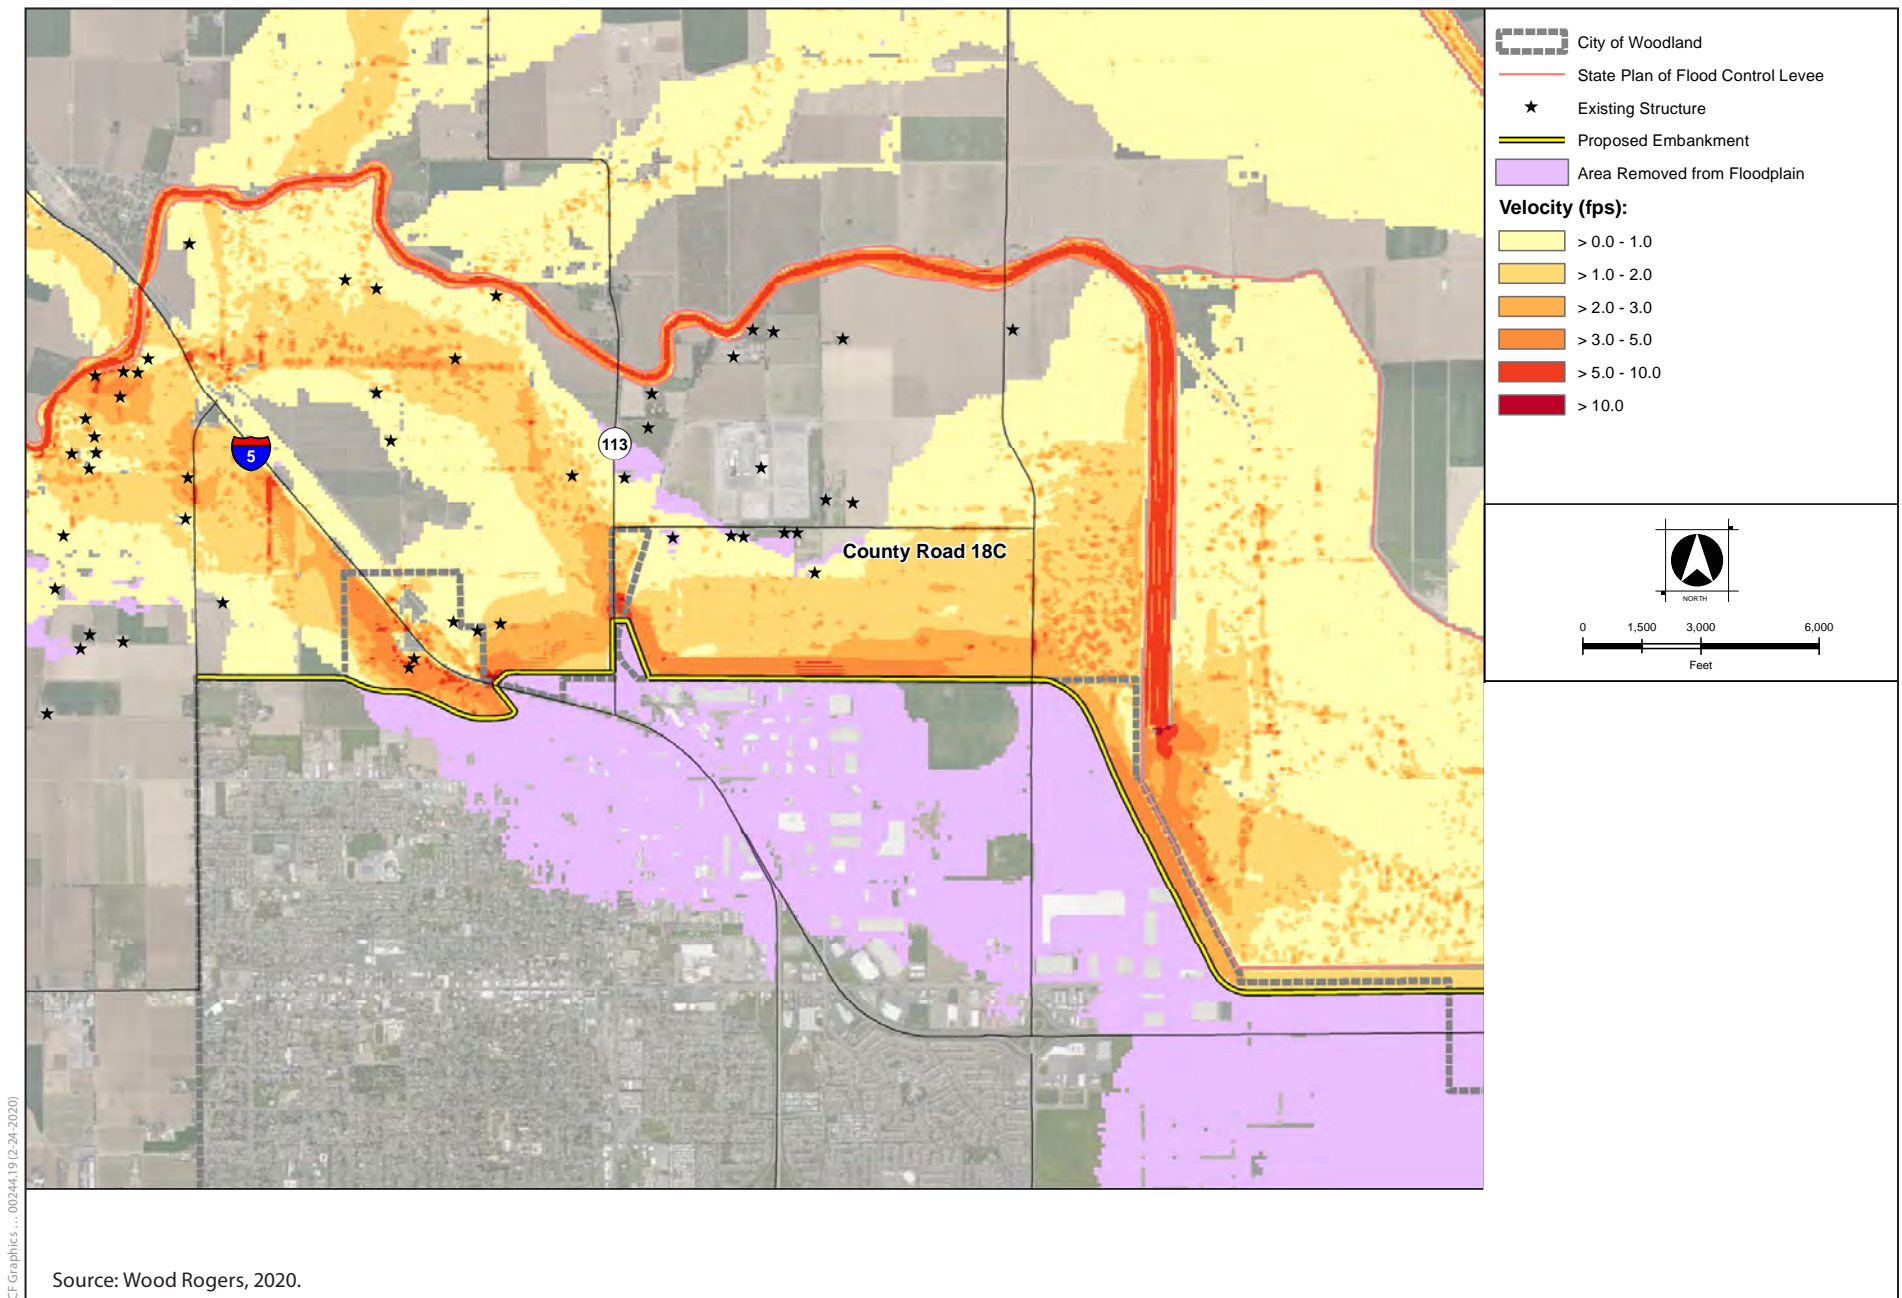 City of Woodland
State Plan of Flood Control Levee
Existing Structure
Proposed Embankment
Area Removed from Floodplain
Velocity (fps):
> 0.0 - 1.0
> 1.0 - 2.0
> 2.0 - 3.0
> 3.0 - 5.0
> 5.0 - 10.0
> 10.0
NORTH
0 1,500 3,000 6,000
Feet
113
5
County Road 18C
CF Graphics … 00244.19 (2-24-2020)
Source: Wood Rogers, 2020.